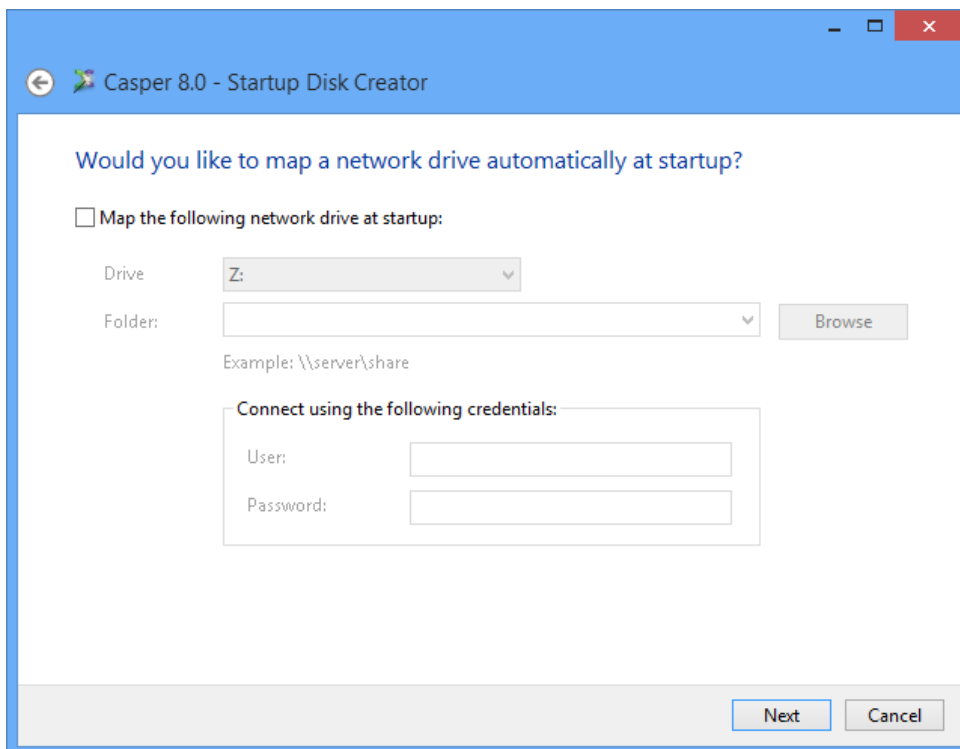 Casper 8.0 - Startup Disk Creator
Would you like to map a network drive automatically at startup?
Map the following network drive at startup:
Drive Z:
Folder: Browse
Example: \\server\share
Connect using the following credentials:
User:
Password:
Next Cancel